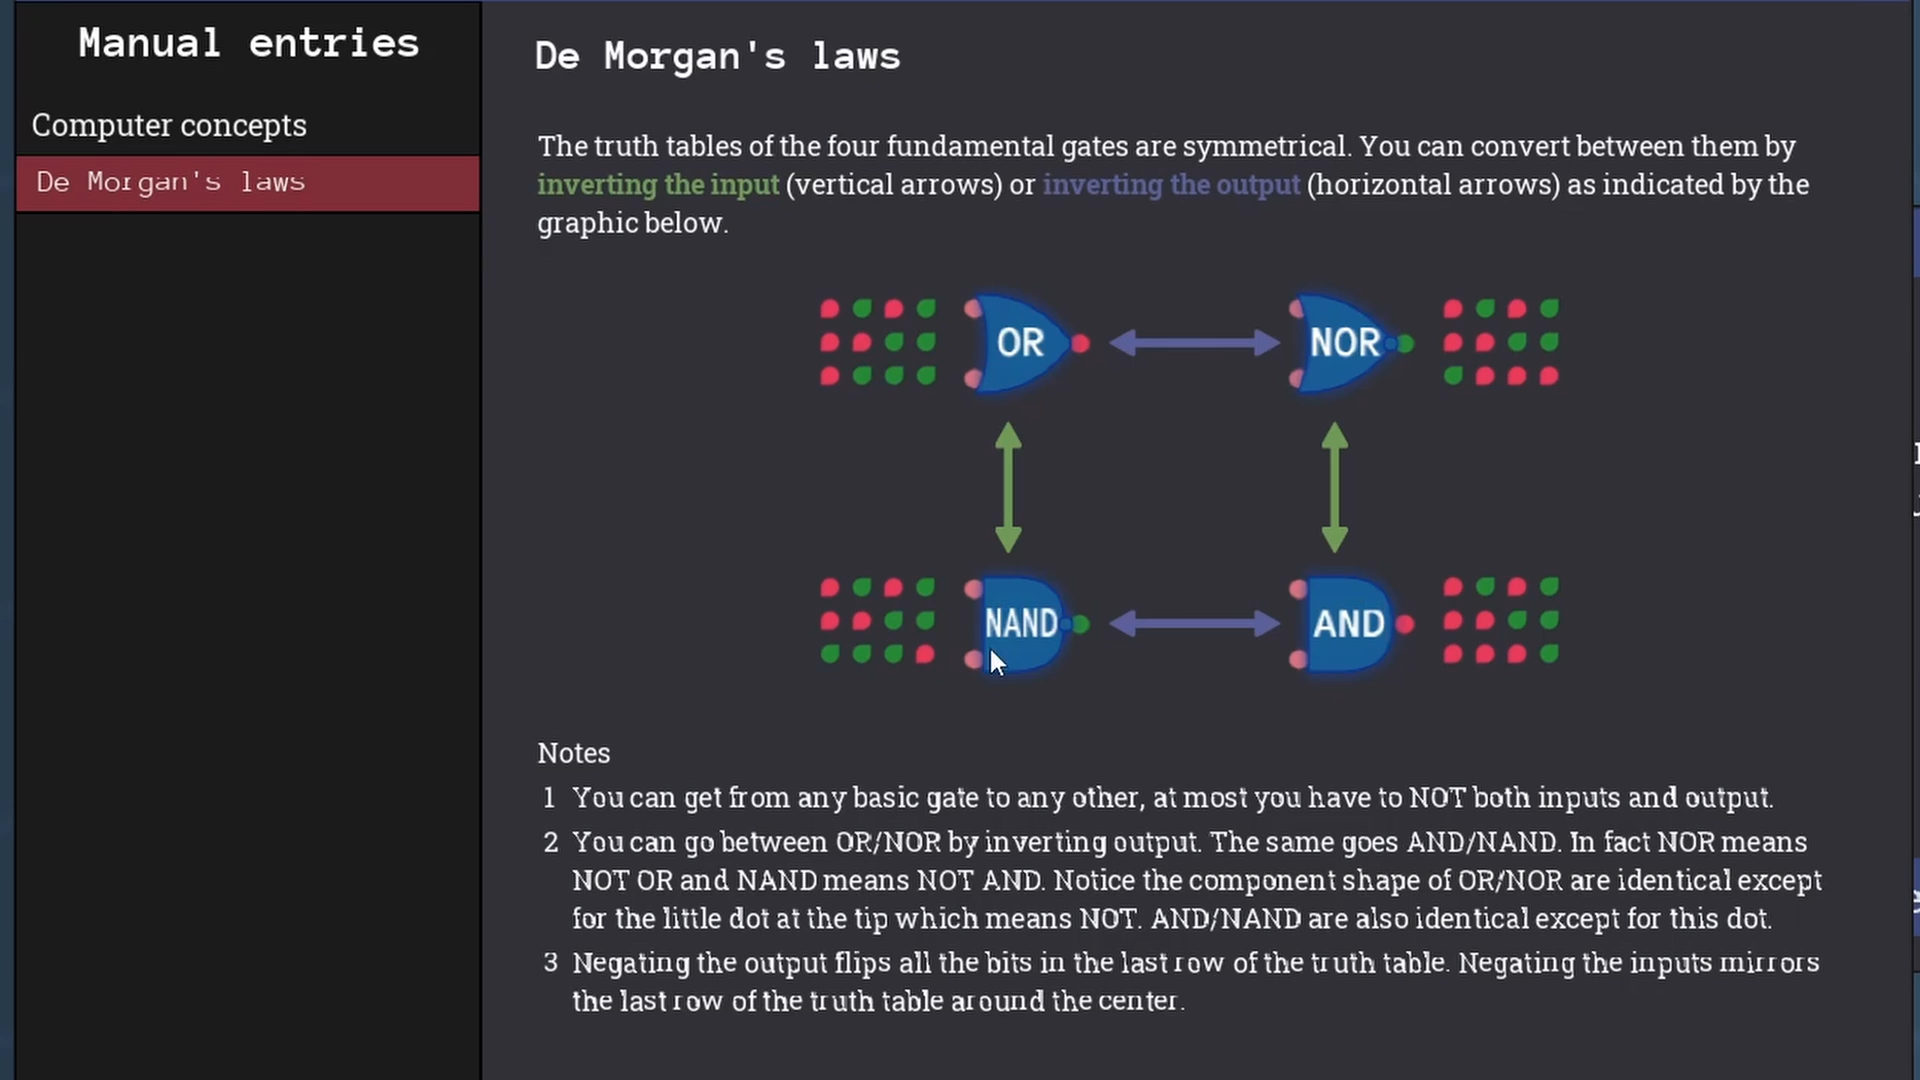 Manual entries
Computer concepts
De Morgan's laws
De Morgan's laws
The truth tables of the four fundamental gates are symmetrical. You can convert between them by
inverting the input (vertical arrows) or inverting the output (horizontal arrows) as indicated by the
graphic below.
OR
NOR
NAND
AND
Notes
1 You can get from any basic gate to any other, at most you have to NOT both inputs and output.
2 You can go between OR/NOR by inverting output. The same goes AND/NAND. In fact NOR means
NOT OR and NAND means NOT AND. Notice the component shape of OR/NOR are identical except
for the little dot at the tip which means NOT. AND/NAND are also identical except for this dot.
3 Negating the output flips all the bits in the last row of the truth table. Negating the inputs mirrors
the last row of the truth table around the center.